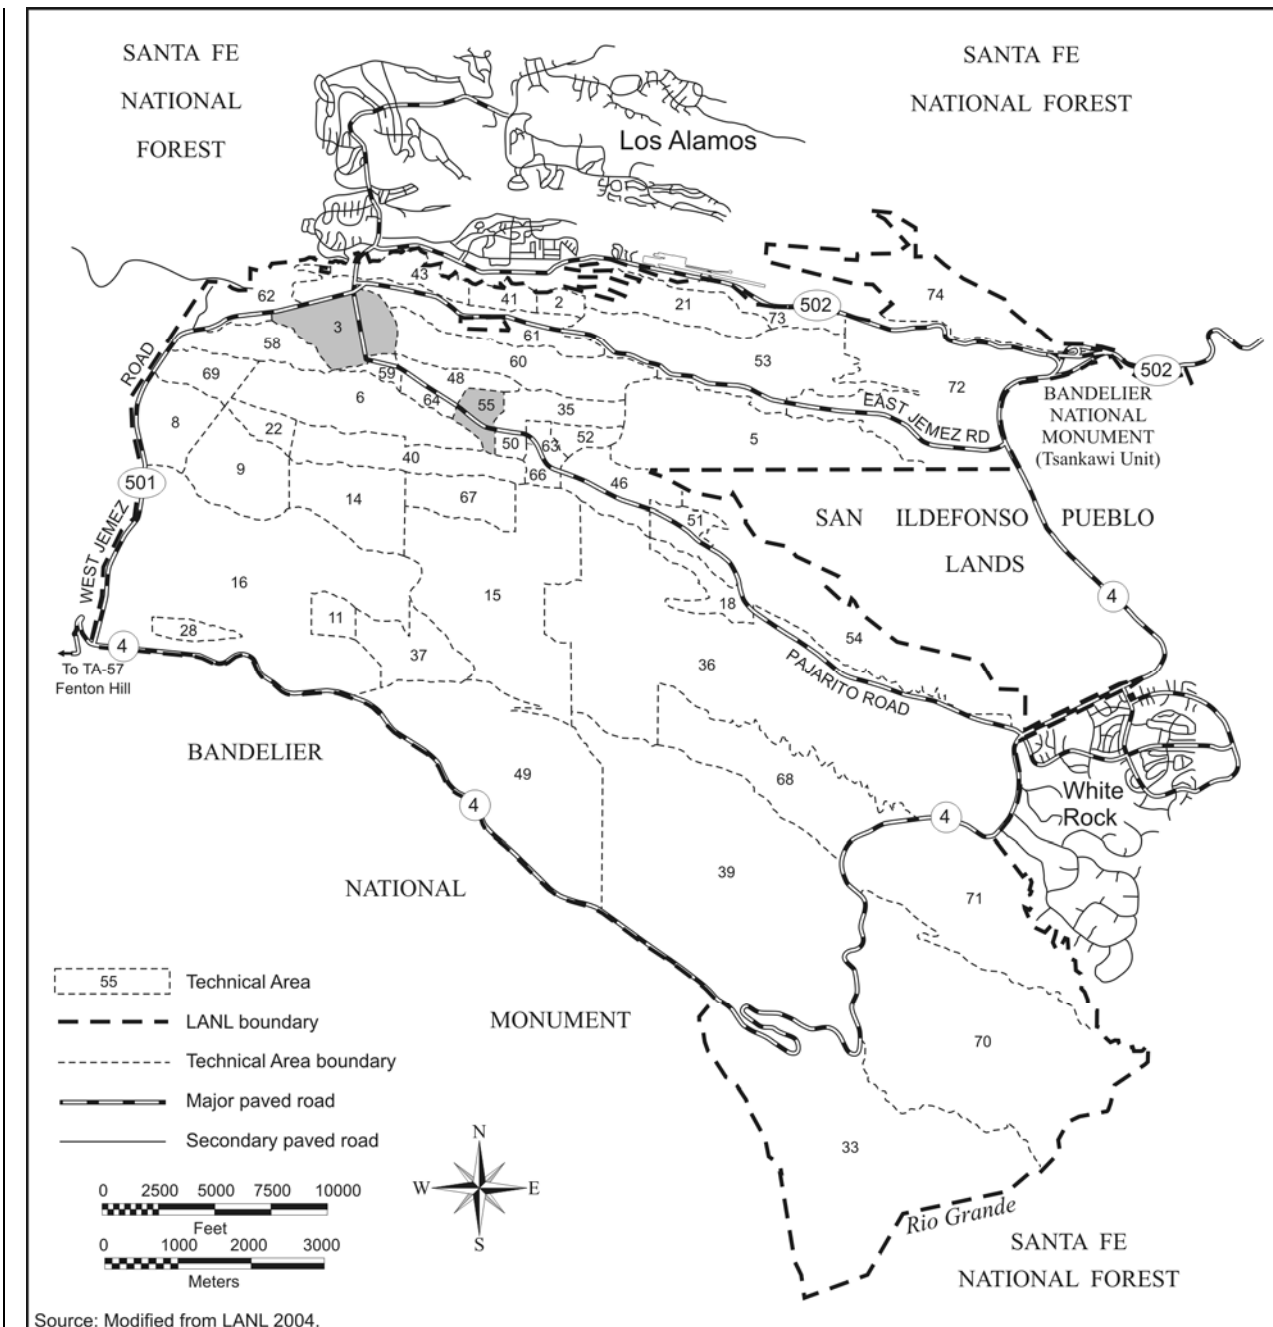 SANTA FE
NATIONAL
FOREST
SANTA FE
NATIONAL FOREST
Los Alamos
43
62
41
2
21
74
73
502
3
58
61
60
53
502
ROAD
69
59
48
6
64
55
35
72
BANDELIER
NATIONAL
MONUMENT
(Tsankawi Unit)
EAST JEMEZ RD
8
22
50
63
52
5
9
40
66
46
501
14
67
51
SAN ILDEFONSO PUEBLO
LANDS
WEST JEMEZ
16
15
18
4
11
28
54
4
37
36
PAJARITO ROAD
To TA-57
Fenton Hill
BANDELIER
49
68
White
Rock
4
4
39
71
NATIONAL
MONUMENT
70
33
55 Technical Area
LANL boundary
Technical Area boundary
Major paved road
Secondary paved road
N
W E
S
0 2500 5000 7500 10000
Feet
0 1000 2000 3000
Meters
Rio Grande
SANTA FE
NATIONAL FOREST
Source: Modified from LANL 2004.